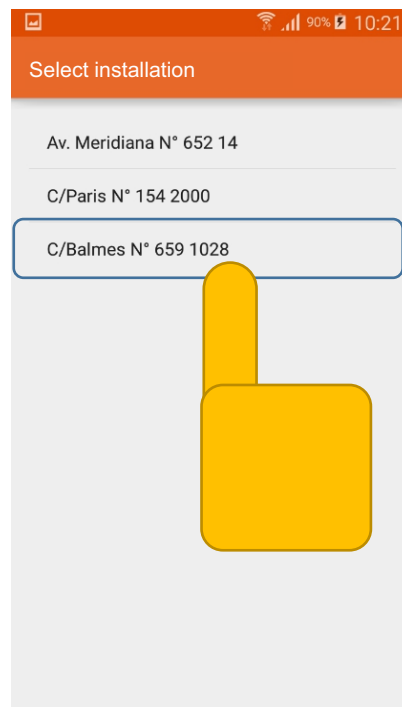 90% 10:21
Select installation
Av. Meridiana N° 652 14
C/Paris N° 154 2000
C/Balmes N° 659 1028